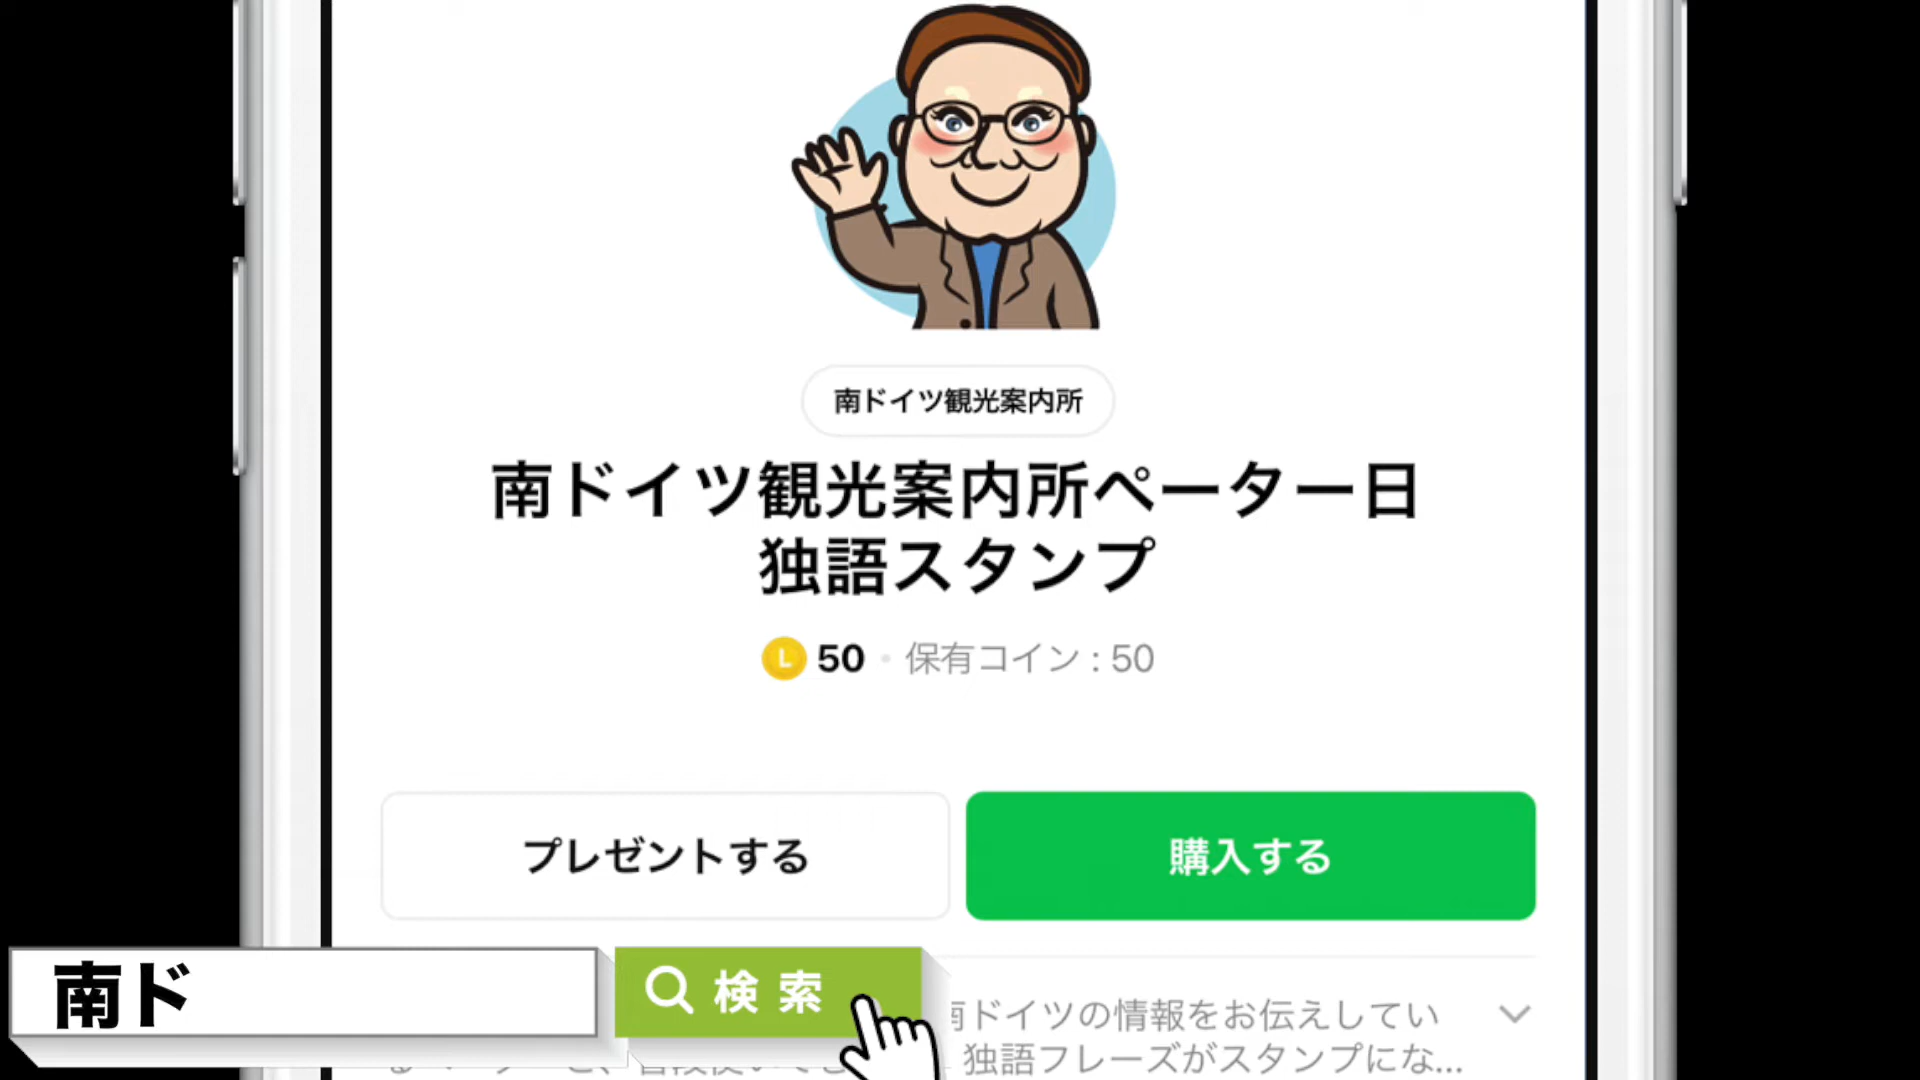 南ドイツ観光案内所
南ドイツ観光案内所ペーター日
独語スタンプ
L 50 • 保有コイン : 50
プレゼントする
購入する
南ド
検索
南ドイツの情報をお伝えしてい
独語フレーズがスタンプにな...